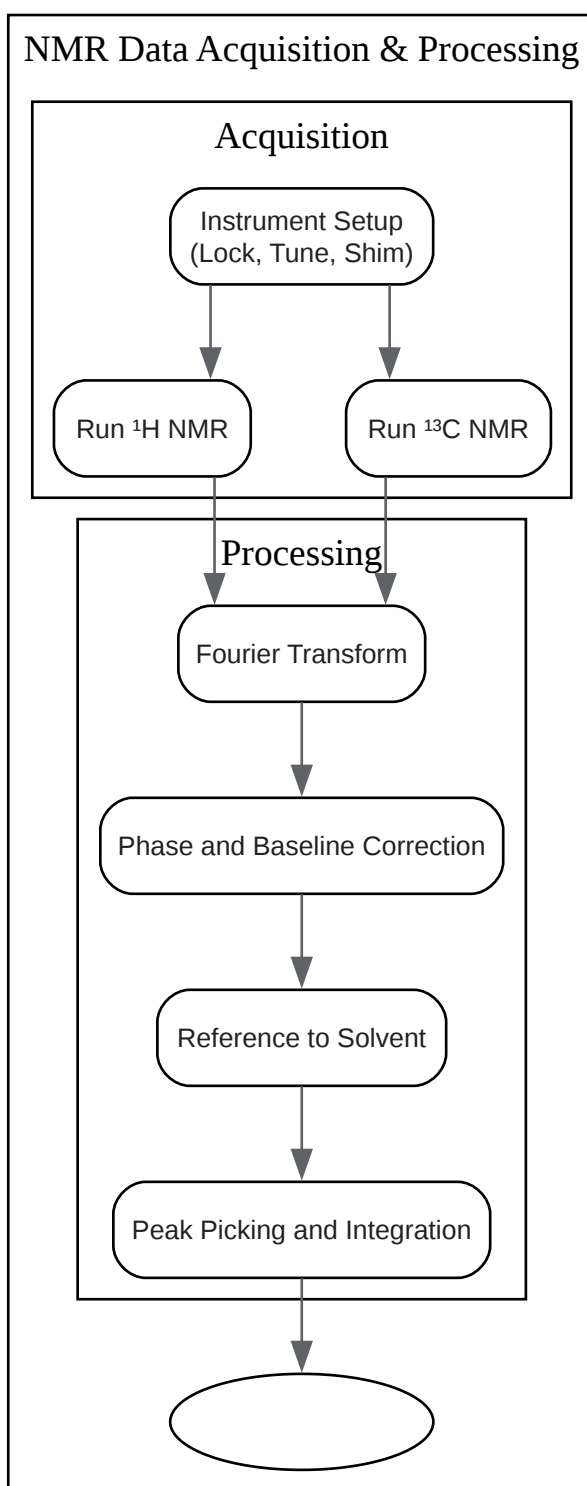 NMR Data Acquisition & Processing
Acquisition
Instrument Setup
(Lock, Tune, Shim)
Run ¹H NMR
Run ¹³C NMR
Processing
Fourier Transform
Phase and Baseline Correction
Reference to Solvent
Peak Picking and Integration